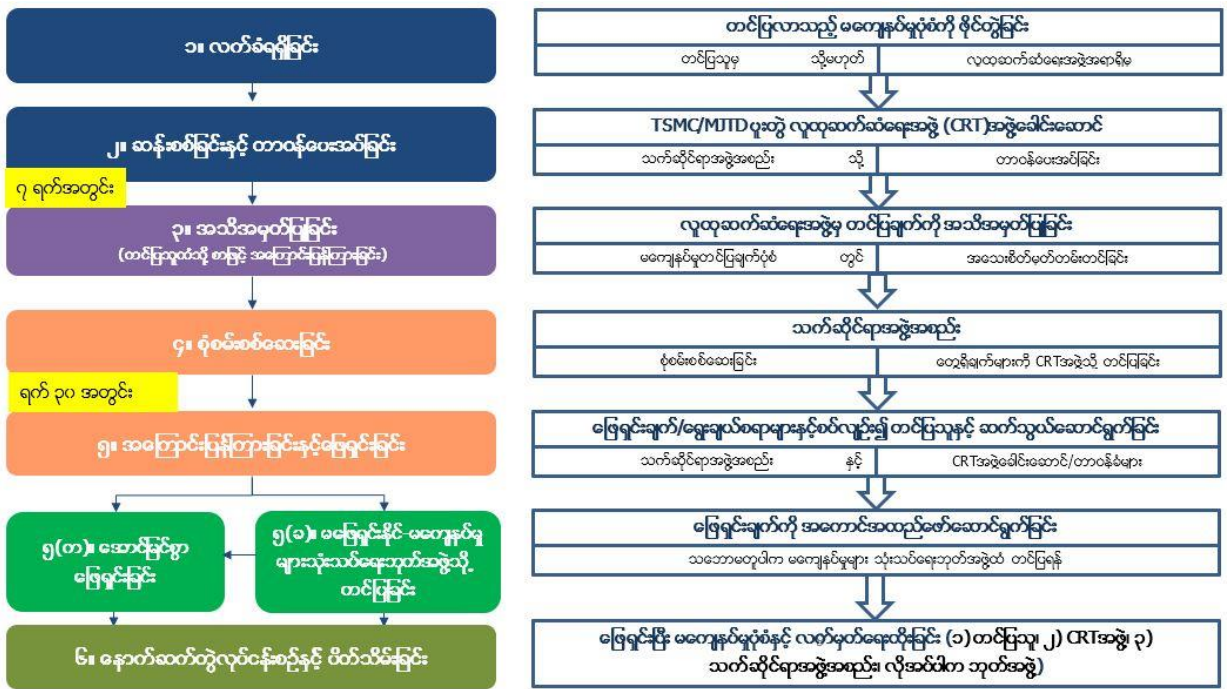 ၁။ လက်ခံရရှိခြင်း
၂။ ဆန်းစစ်ခြင်းနှင့် တာဝန်ပေးအပ်ခြင်း
၇ ရက်အတွင်း
၃။ အသိအမှတ်ပြုခြင်း
(တင်ပြသူထံသို့ စာဖြင့် အကြောင်းပြန်ကြားခြင်း)
၄။ စုံစမ်းစစ်ဆေးခြင်း
ရက် ၃၀ အတွင်း
၅။ အကြောင်းပြန်ကြားခြင်းနှင့်ဖြေရှင်းခြင်း
၅(က)။ အောင်မြင်စွာ
ဖြေရှင်းခြင်း
၅(ခ)။ မဖြေရှင်းနိုင်-မကျေနပ်မှု
များသုံးသပ်ရေးဘုတ်အဖွဲ့သို့
တင်ပြခြင်း
၆။ နောက်ဆက်တွဲလုပ်ငန်းစဉ်နှင့် ပိတ်သိမ်းခြင်း
တင်ပြလာသည့် မကျေနပ်မှုပုံစံကို ဖိုင်တွဲခြင်း
တင်ပြသူမှ သို့မဟုတ် လူထုဆက်ဆံရေးအဖွဲ့အရာရှိမှ
TSMC/MJTD ပူးတွဲ လူထုဆက်ဆံရေးအဖွဲ့ (CRT)အဖွဲ့ခေါင်းဆောင်
သက်ဆိုင်ရာအဖွဲ့အစည်း သို့ တာဝန်ပေးအပ်ခြင်း
လူထုဆက်ဆံရေးအဖွဲ့မှ တင်ပြချက်ကို အသိအမှတ်ပြုခြင်း
မကျေနပ်မှုတင်ပြချက်ပုံစံ တွင် အသေးစိတ်မှတ်တမ်းတင်ခြင်း
သက်ဆိုင်ရာအဖွဲ့အစည်း
စုံစမ်းစစ်ဆေးခြင်း တွေ့ရှိချက်များကို CRTအဖွဲ့သို့ တင်ပြခြင်း
ဖြေရှင်းချက်/ရွေးချယ်စရာများနှင့်စပ်လျဉ်း၍ တင်ပြသူနှင့် ဆက်သွယ်ဆောင်ရွက်ခြင်း
သက်ဆိုင်ရာအဖွဲ့အစည်း နှင့် CRTအဖွဲ့ခေါင်းဆောင်/တာဝန်ခံများ
ဖြေရှင်းချက်ကို အကောင်အထည်ဖော်ဆောင်ရွက်ခြင်း
သဘောမတူပါက မကျေနပ်မှုများ သုံးသပ်ရေးဘုတ်အဖွဲ့ထံ တင်ပြရန်
ဖြေရှင်းပြီး မကျေနပ်မှုပုံစံနှင့် လက်မှတ်ရေးထိုးခြင်း (၁) တင်ပြသူ၊ ၂) CRTအဖွဲ့၊ ၃)
သက်ဆိုင်ရာအဖွဲ့အစည်း၊ လိုအပ်ပါက ဘုတ်အဖွဲ့)